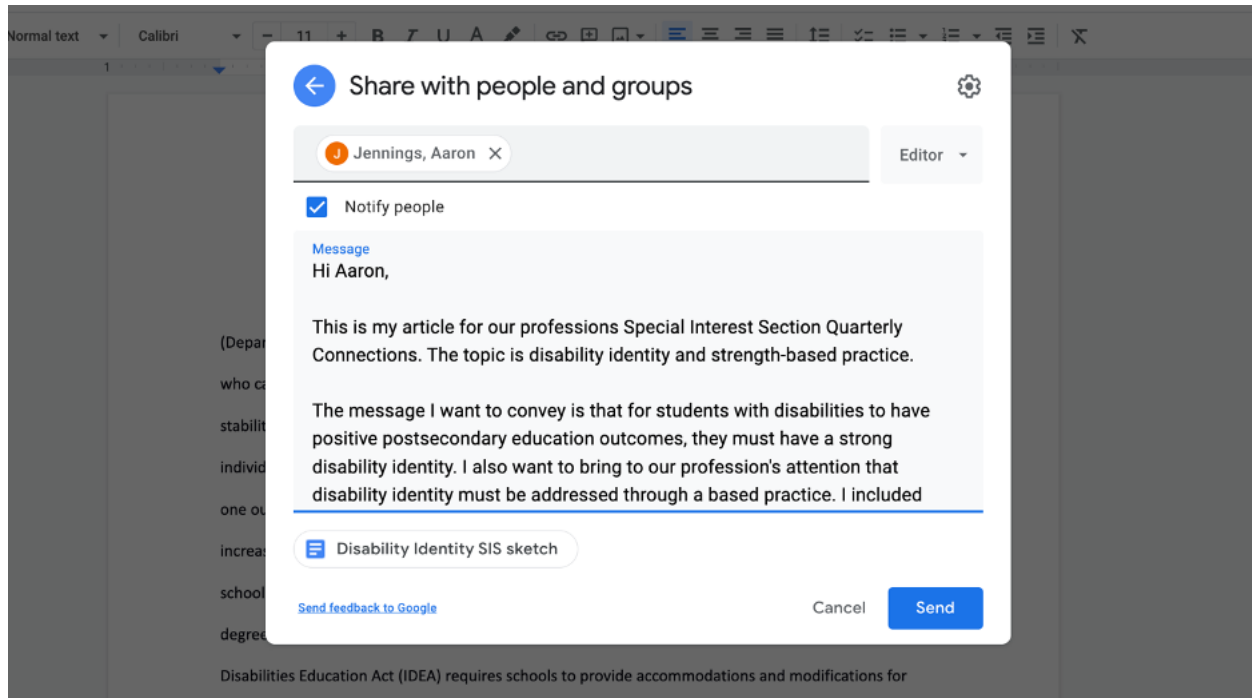 Normal text Calibri − 11 + B I U A
1
Share with people and groups
J Jennings, Aaron
Editor
Notify people
Message
Hi Aaron,
This is my article for our professions Special Interest Section Quarterly
Connections. The topic is disability identity and strength-based practice.
The message I want to convey is that for students with disabilities to have
positive postsecondary education outcomes, they must have a strong
disability identity. I also want to bring to our profession's attention that
disability identity must be addressed through a based practice. I included
Disability Identity SIS sketch
Send feedback to Google
Cancel Send
(Depar
who ca
stabilit
individ
one ou
increas
school
degree
Disabilities Education Act (IDEA) requires schools to provide accommodations and modifications for